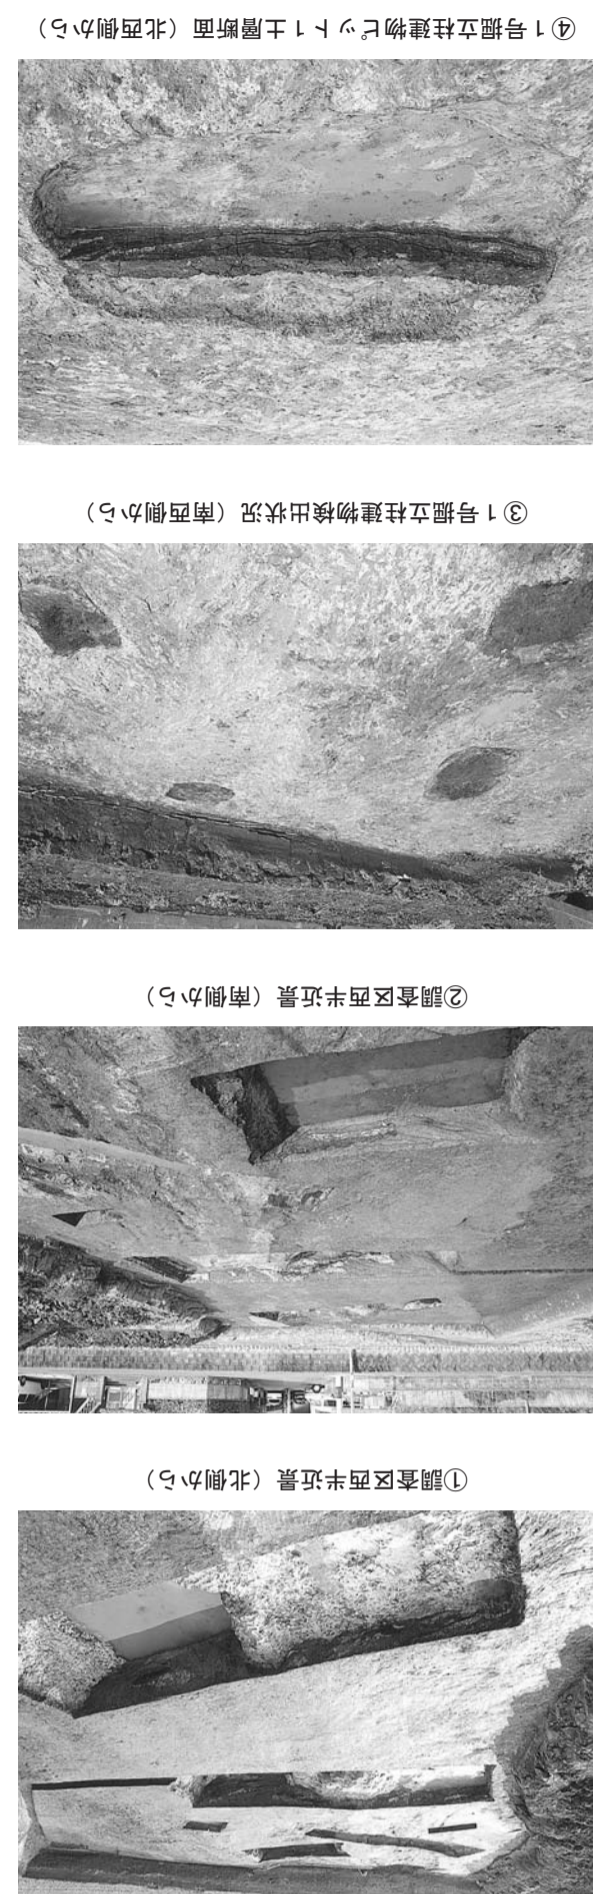 ①調査区西半近景（北側から）
②調査区西半近景（南側から）
③１号掘立柱建物検出状況（南西側から）
④１号掘立柱建物ピット１土層断面（北西側から）